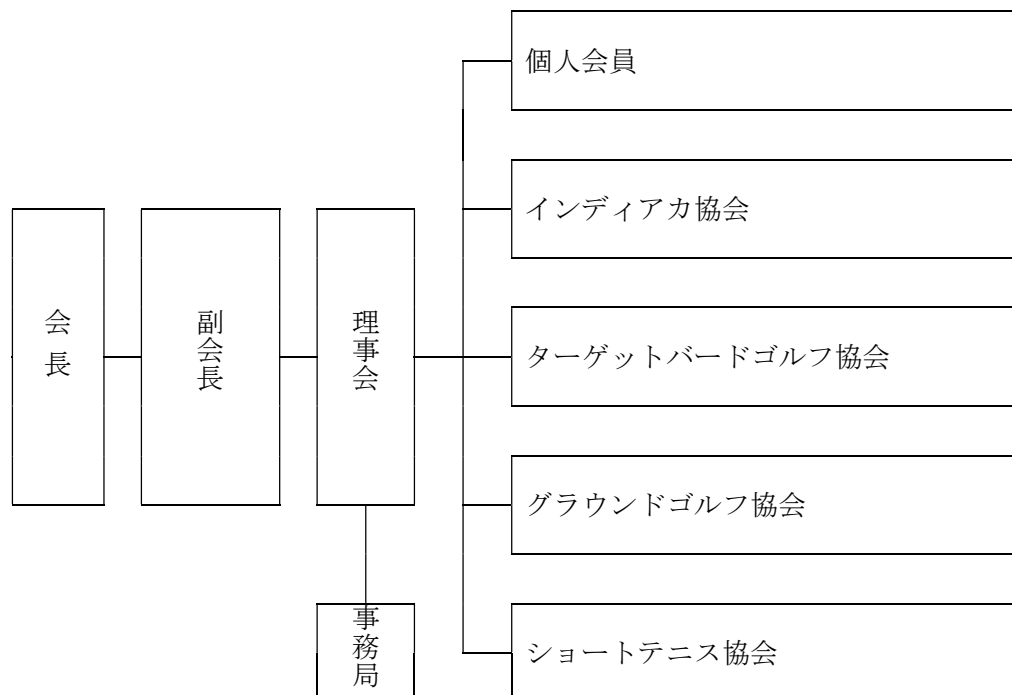 会長
副会長
理事会
事務局
個人会員
インディアカ協会
ターゲットバードゴルフ協会
グラウンドゴルフ協会
ショートテニス協会